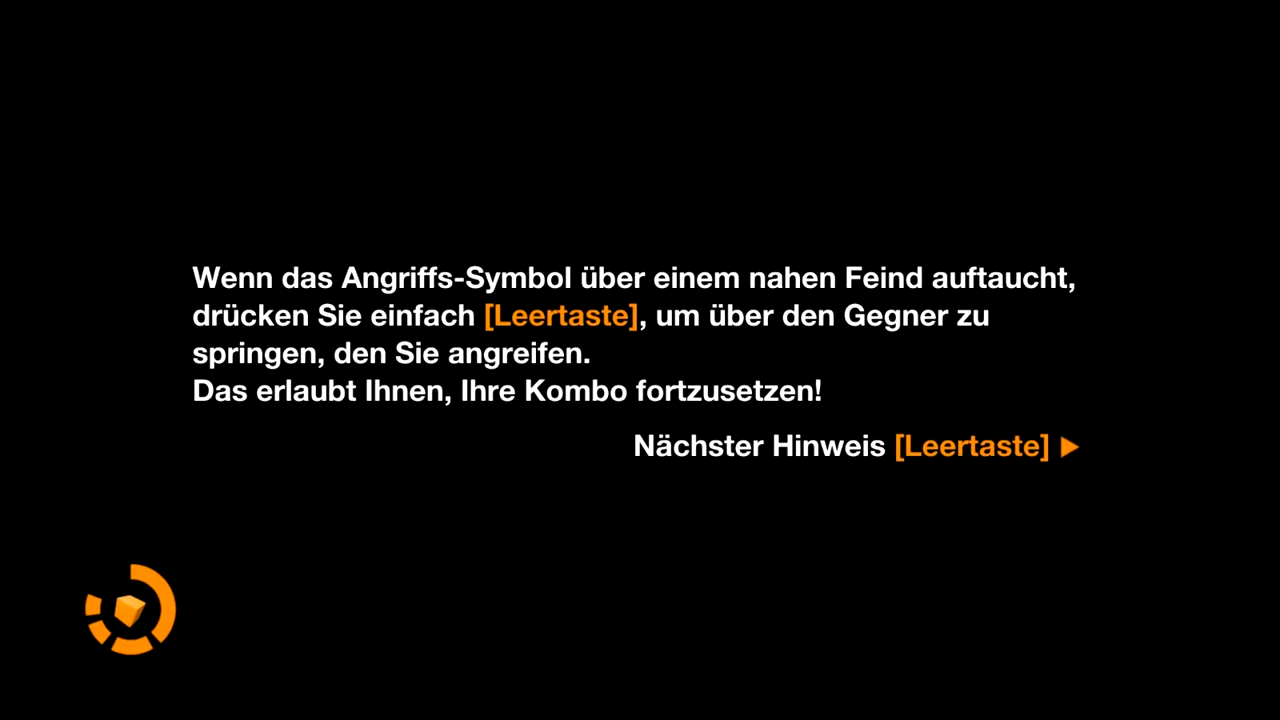 Wenn das Angriffs-Symbol über einem nahen Feind auftaucht,
drücken Sie einfach [Leertaste], um über den Gegner zu
springen, den Sie angreifen.
Das erlaubt Ihnen, Ihre Kombo fortzusetzen!
Nächster Hinweis [Leertaste]